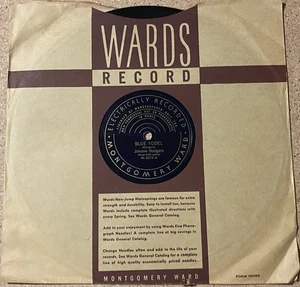 WARDS
RECORD
ELECTRICALLY RECORDED
BLUE YODEL
Jimmie Rodgers
MONTGOMERY WARD
Wards Non-Jump Mainsprings are famous for extra
strength and durability. Easy to install too, because
Wards include complete illustrated directions with
every Spring. See Wards General Catalog.
Add to your enjoyment by using Wards Fine Phono-
graph Needles! A complete line at big savings in
Wards General Catalog.
Change Needles often and add to the life of your
records. See Wards General Catalog for a complete
line of high quality economically priced needles.
MONTGOMERY WARD
FORM